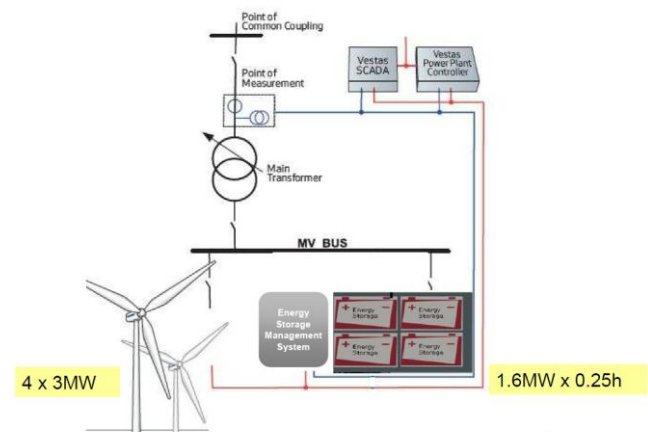 Point of
Common Coupling
Point of
Measurement
Vestas
SCADA
Vestas
Power Plant
Controller
Main
Transformer
MV BUS
Energy
Storage
Management
System
+ Energy Storage -
+ Energy Storage -
+ Energy Storage -
+ Energy Storage -
4 x 3MW
1.6MW x 0.25h